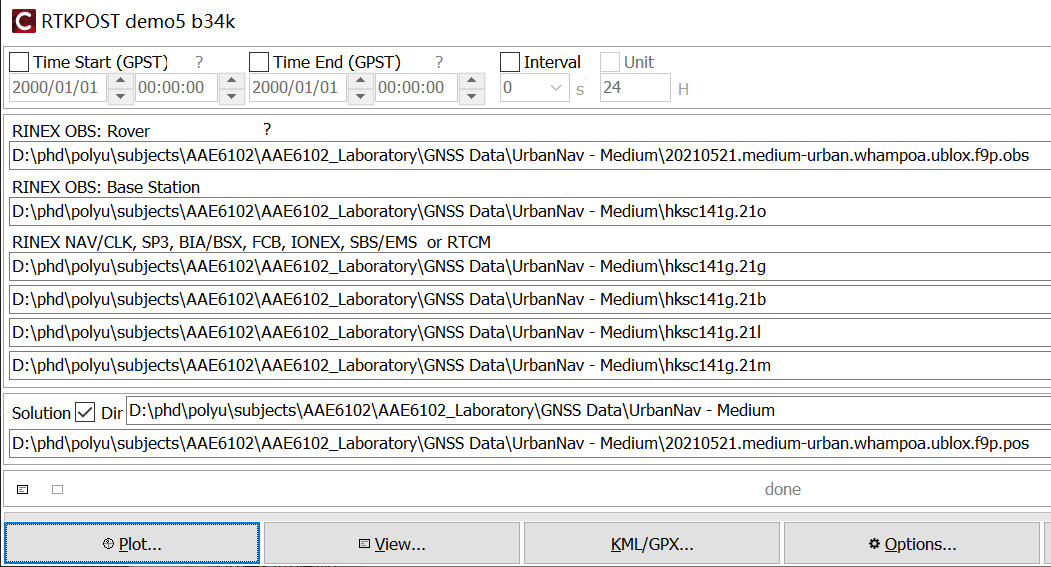 RTKPOST demo5 b34k
Time Start (GPST) ? Time End (GPST) ? Interval Unit
2000/01/01 00:00:00 2000/01/01 00:00:00 0 s 24 H
RINEX OBS: Rover ?
D:\phd\polyu\subjects\AAE6102\AAE6102_Laboratory\GNSS Data\UrbanNav - Medium\20210521.medium-urban.whampoa.ublox.f9p.obs
RINEX OBS: Base Station
D:\phd\polyu\subjects\AAE6102\AAE6102_Laboratory\GNSS Data\UrbanNav - Medium\hksc141g.21o
RINEX NAV/CLK, SP3, BIA/BSX, FCB, IONEX, SBS/EMS or RTCM
D:\phd\polyu\subjects\AAE6102\AAE6102_Laboratory\GNSS Data\UrbanNav - Medium\hksc141g.21g
D:\phd\polyu\subjects\AAE6102\AAE6102_Laboratory\GNSS Data\UrbanNav - Medium\hksc141g.21b
D:\phd\polyu\subjects\AAE6102\AAE6102_Laboratory\GNSS Data\UrbanNav - Medium\hksc141g.21l
D:\phd\polyu\subjects\AAE6102\AAE6102_Laboratory\GNSS Data\UrbanNav - Medium\hksc141g.21m
Solution Dir D:\phd\polyu\subjects\AAE6102\AAE6102_Laboratory\GNSS Data\UrbanNav - Medium
D:\phd\polyu\subjects\AAE6102\AAE6102_Laboratory\GNSS Data\UrbanNav - Medium\20210521.medium-urban.whampoa.ublox.f9p.pos
done
Plot... View... KML/GPX... Options...